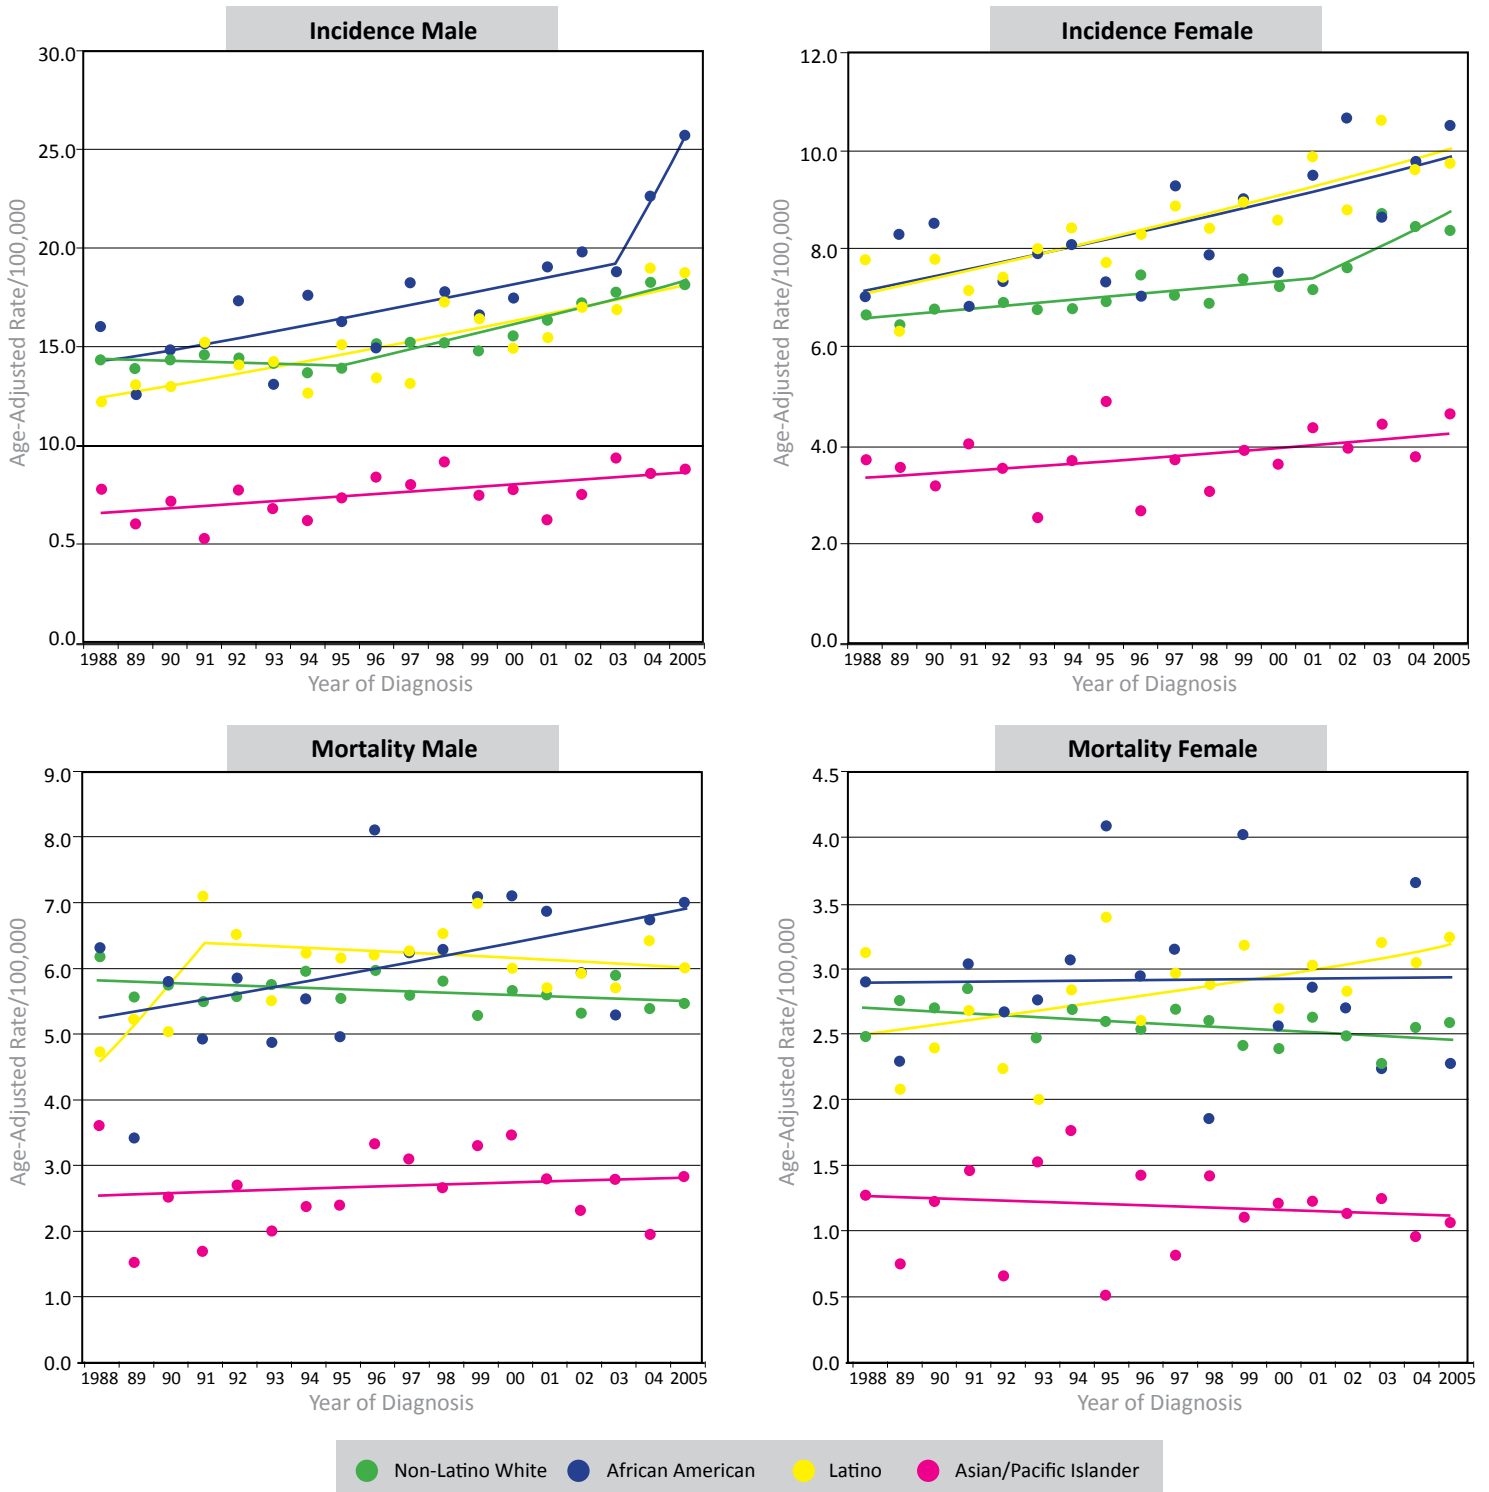 Incidence Male
Age-Adjusted Rate/100,000
30.0
25.0
20.0
15.0
10.0
0.5
0.0
1988 89 90 91 92 93 94 95 96 97 98 99 00 01 02 03 04 2005
Year of Diagnosis
Incidence Female
Age-Adjusted Rate/100,000
12.0
10.0
8.0
6.0
4.0
2.0
0.0
1988 89 90 91 92 93 94 95 96 97 98 99 00 01 02 03 04 2005
Year of Diagnosis
Mortality Male
Age-Adjusted Rate/100,000
9.0
8.0
7.0
6.0
5.0
4.0
3.0
2.0
1.0
0.0
1988 89 90 91 92 93 94 95 96 97 98 99 00 01 02 03 04 2005
Year of Diagnosis
Mortality Female
Age-Adjusted Rate/100,000
4.5
4.0
3.5
3.0
2.5
2.0
1.5
1.0
0.5
0.0
1988 89 90 91 92 93 94 95 96 97 98 99 00 01 02 03 04 2005
Year of Diagnosis
Non-Latino White African American Latino Asian/Pacific Islander